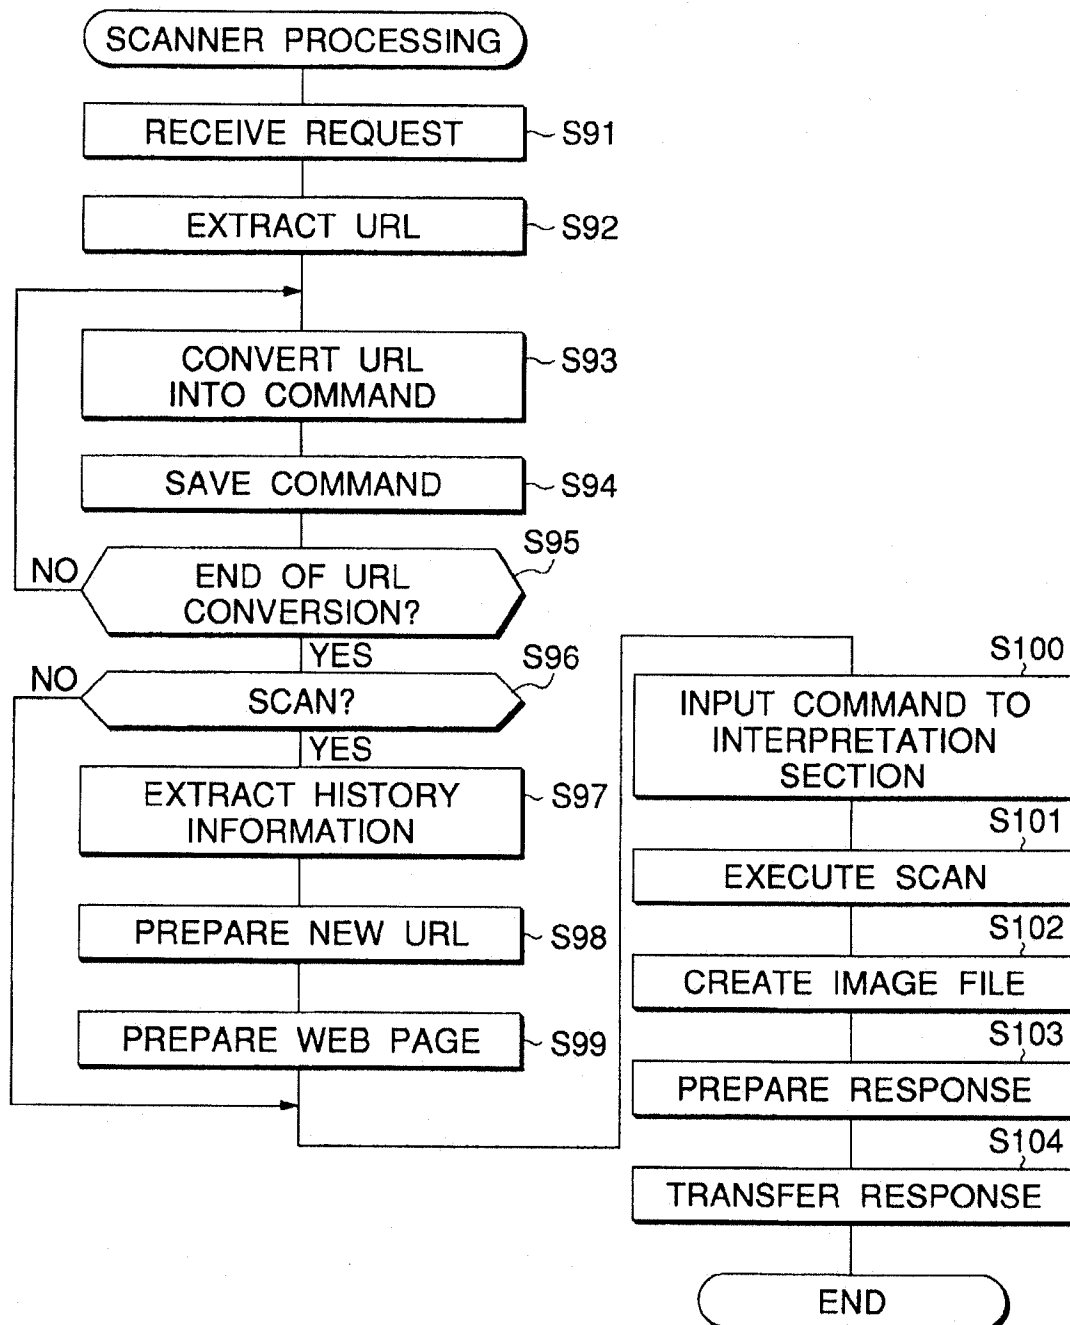 SCANNER PROCESSING
RECEIVE REQUEST
S91
EXTRACT URL
S92
CONVERT URL
INTO COMMAND
S93
SAVE COMMAND
S94
S95
NO
END OF URL
CONVERSION?
YES
S96
NO
SCAN?
YES
EXTRACT HISTORY
INFORMATION
S97
PREPARE NEW URL
S98
PREPARE WEB PAGE
S99
S100
INPUT COMMAND TO
INTERPRETATION
SECTION
S101
EXECUTE SCAN
S102
CREATE IMAGE FILE
S103
PREPARE RESPONSE
S104
TRANSFER RESPONSE
END